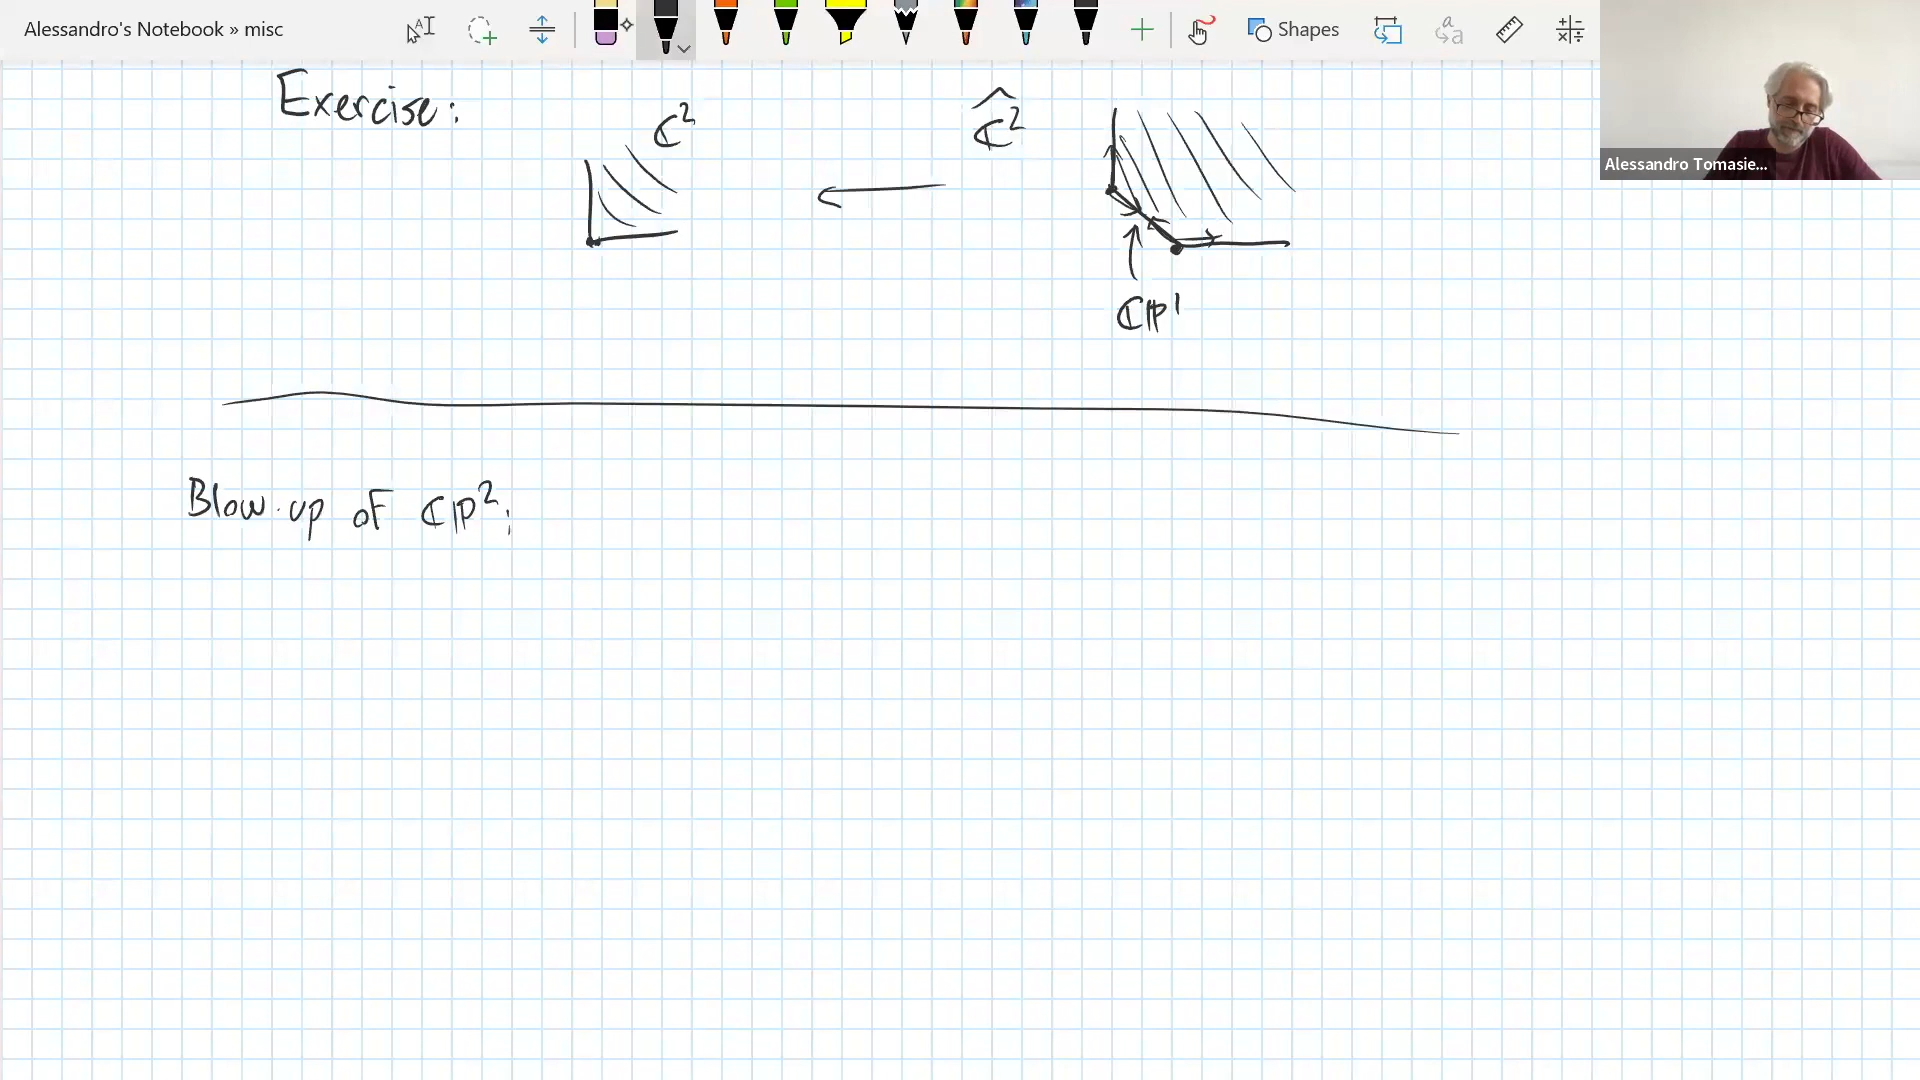 Alessandro's Notebook » misc
Shapes
Alessandro Tomasie...
Exercise:
ℂ²
ℂ̂²
ℂℙ¹
Blow-up of ℂℙ²: